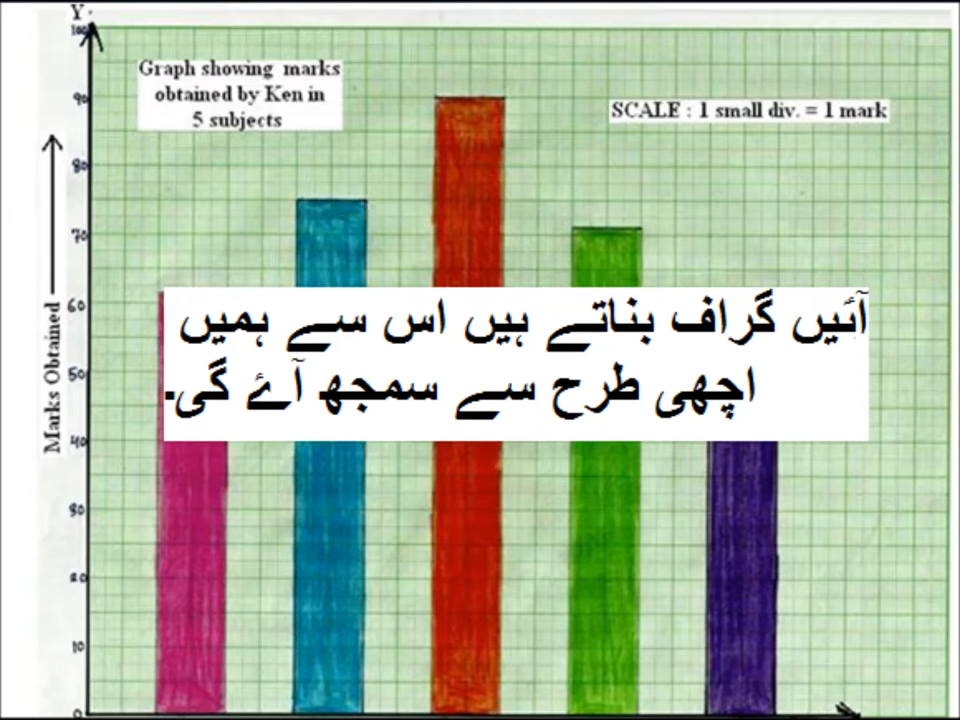 Y
100
Graph showing marks
obtained by Ken in
5 subjects
SCALE : 1 small div. = 1 mark
90
80
70
60
50
40
30
20
10
0
Marks Obtained
آئیں گراف بناتے ہیں اس سے ہمیں
اچھی طرح سے سمجھ آۓ گی۔